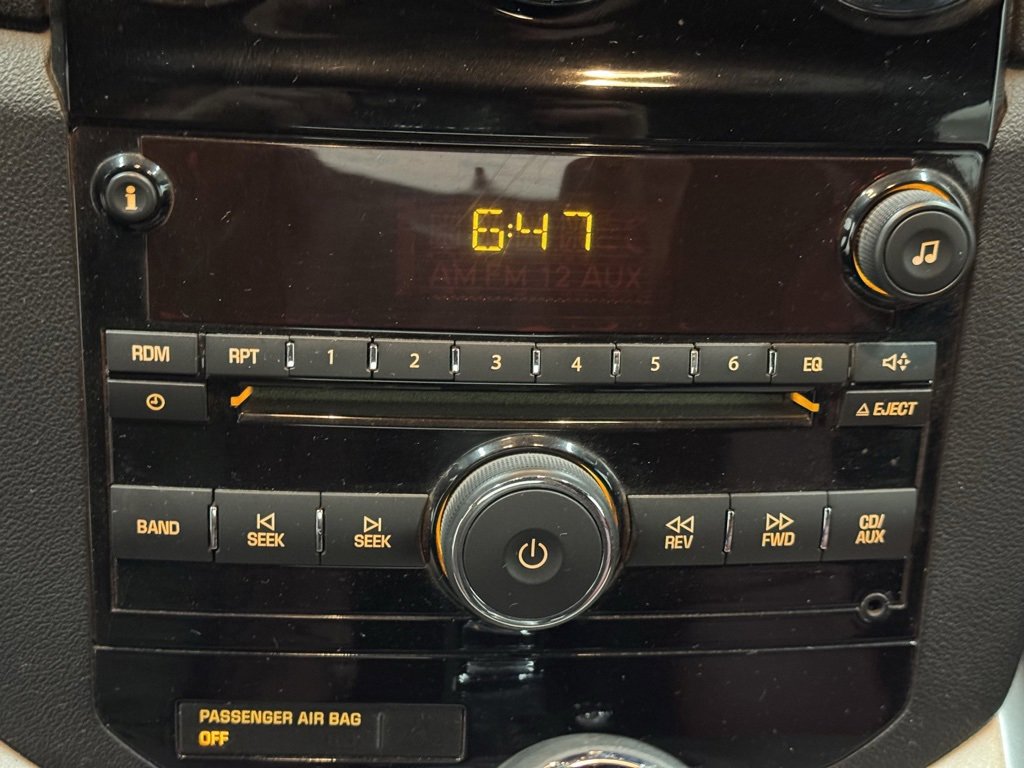 i
6:47
AM FM 12 AUX
RDM
RPT
1
2
3
4
5
6
EQ
EJECT
BAND
SEEK
SEEK
REV
FWD
CD/
AUX
PASSENGER AIR BAG
OFF